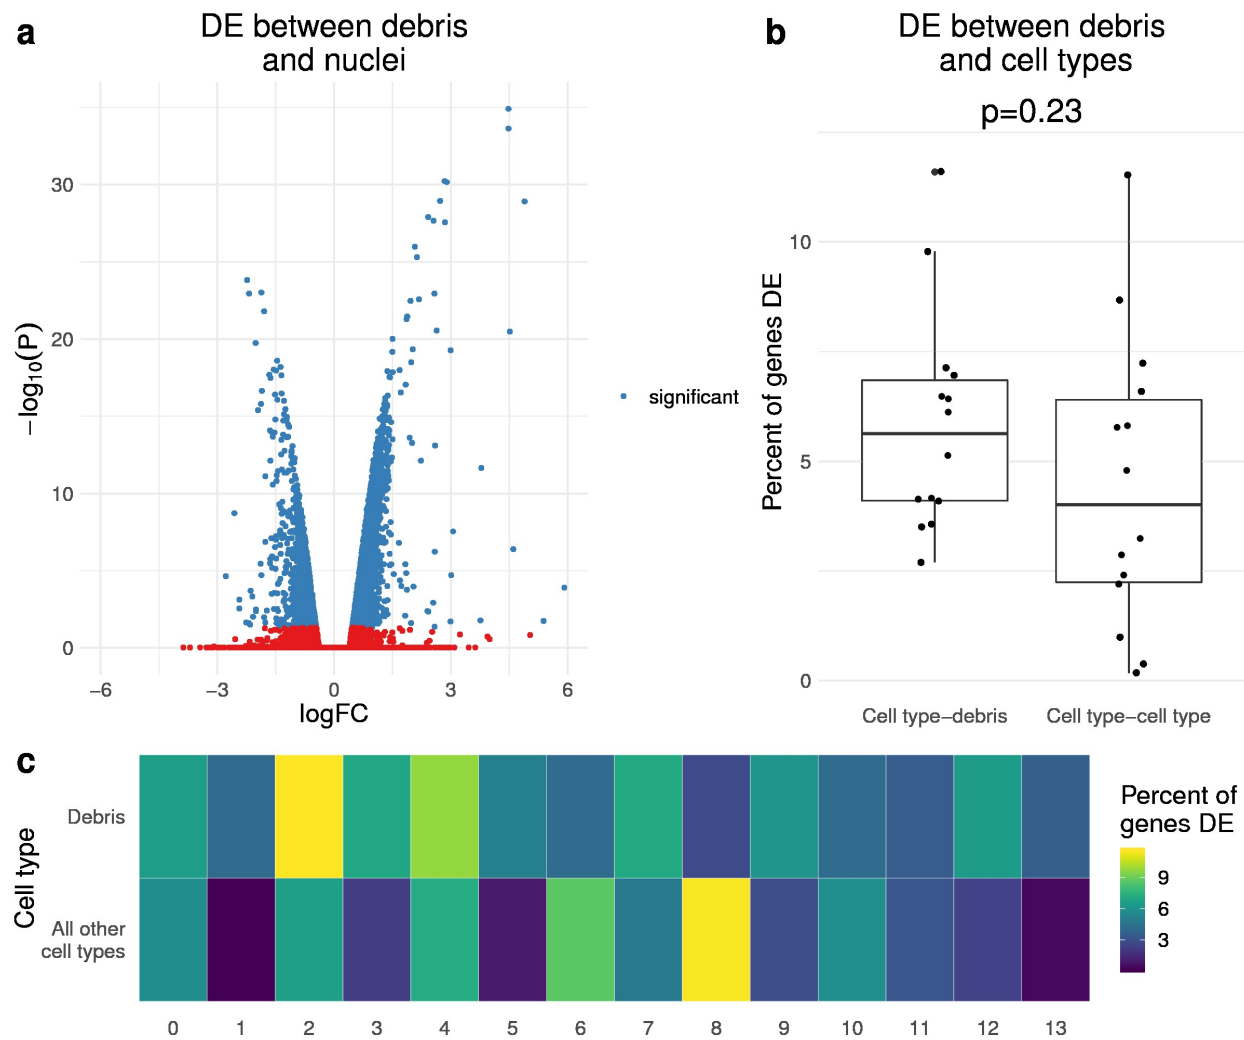 a
DE between debris
and nuclei
−log10(P)
30
20
10
0
−6
−3
0
3
6
logFC
significant
b
DE between debris
and cell types
p=0.23
Percent of genes DE
10
5
0
Cell type−debris
Cell type−cell type
c
Cell type
Debris
All other
cell types
0
1
2
3
4
5
6
7
8
9
10
11
12
13
Percent of
genes DE
9
6
3